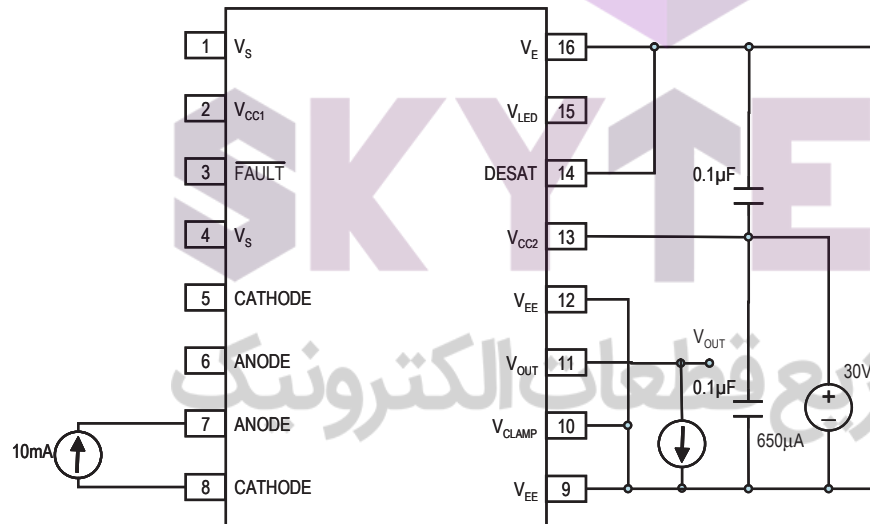 SKYTE
توزیع قطعات الکترونیک
1 VS
2 VCC1
3 FAULT
4 VS
5 CATHODE
6 ANODE
7 ANODE
8 CATHODE
10mA
VE 16
VLED 15
DESAT 14
VCC2 13
VEE 12
VOUT 11
VCLAMP 10
VEE 9
0.1µF
VOUT
0.1µF
30V
650µA